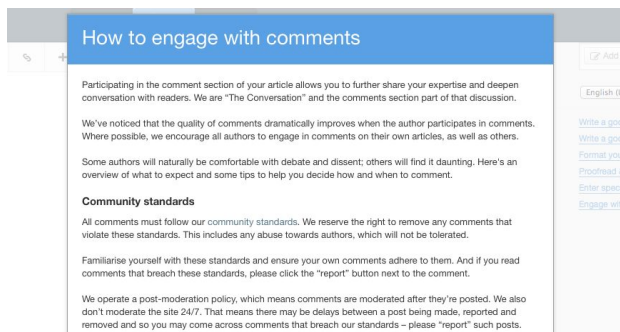 How to engage with comments
Participating in the comment section of your article allows you to further share your expertise and deepen
conversation with readers. We are “The Conversation” and the comments section part of that discussion.
We’ve noticed that the quality of comments dramatically improves when the author participates in comments.
Where possible, we encourage all authors to engage in comments on their own articles, as well as others.
Some authors will naturally be comfortable with debate and dissent; others will find it daunting. Here's an
overview of what to expect and some tips to help you decide how and when to comment.
Community standards
All comments must follow our community standards. We reserve the right to remove any comments that
violate these standards. This includes any abuse towards authors, which will not be tolerated.
Familiarise yourself with these standards and ensure your own comments adhere to them. And if you read
comments that breach these standards, please click the “report” button next to the comment.
We operate a post-moderation policy, which means comments are moderated after they’re posted. We also
don’t moderate the site 24/7. That means there may be delays between a post being made, reported and
removed and so you may come across comments that breach our standards – please “report” such posts.
Add
English
Write a
Write a
Format
Proofread
Enter
Engage